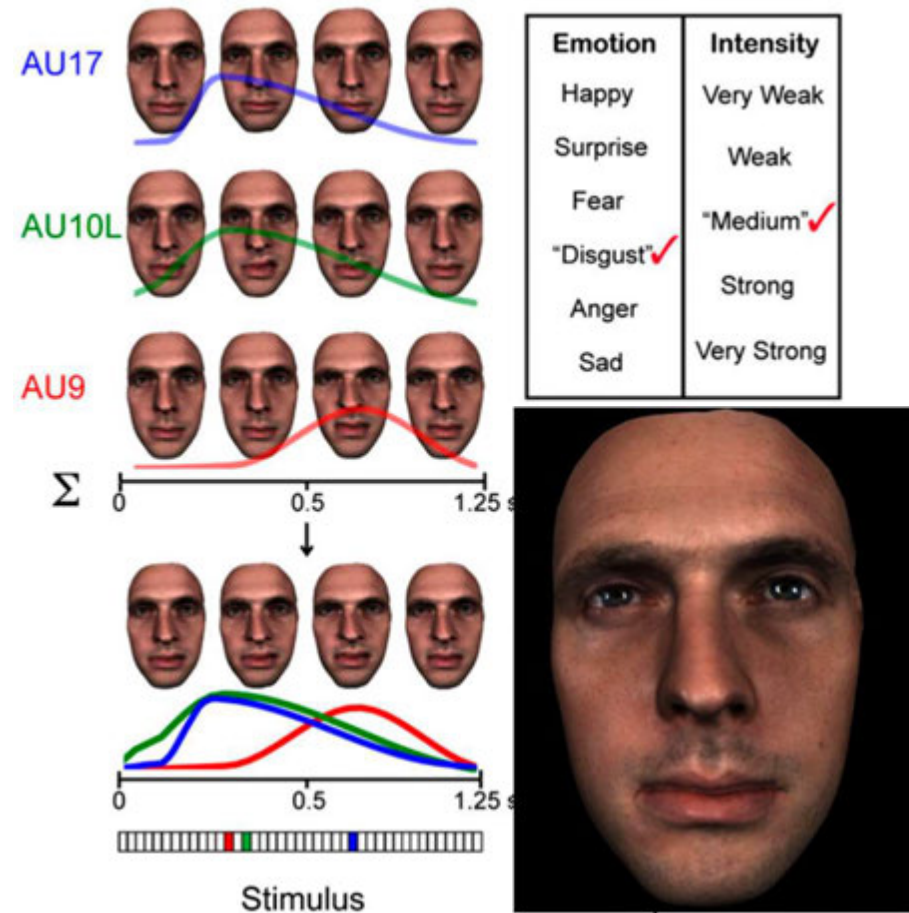 AU17
AU10L
AU9
Σ
0 0.5 1.25 s
0 0.5 1.25 s
Stimulus
Emotion Intensity
Happy Very Weak
Surprise Weak
Fear "Medium"✓
"Disgust"✓ Strong
Anger Very Strong
Sad